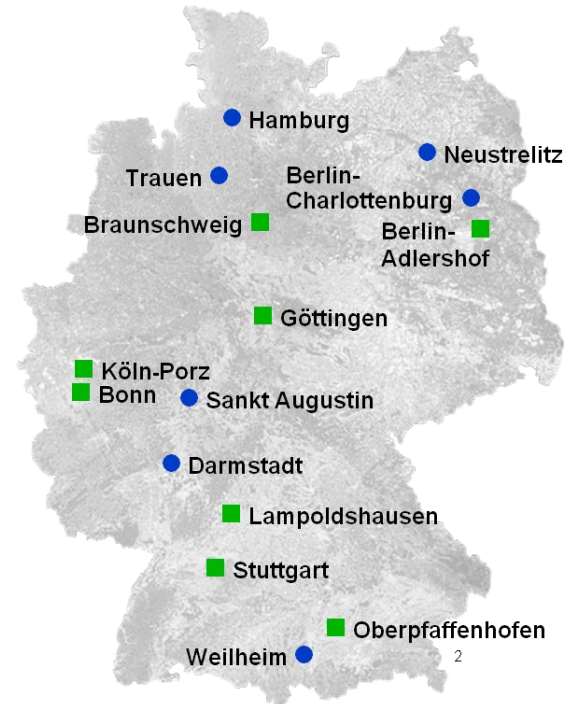 Hamburg
Neustrelitz
Trauen
Berlin-
Charlottenburg
Braunschweig
Berlin-
Adlershof
Göttingen
Köln-Porz
Bonn
Sankt Augustin
Darmstadt
Lampoldshausen
Stuttgart
Oberpfaffenhofen
Weilheim
2